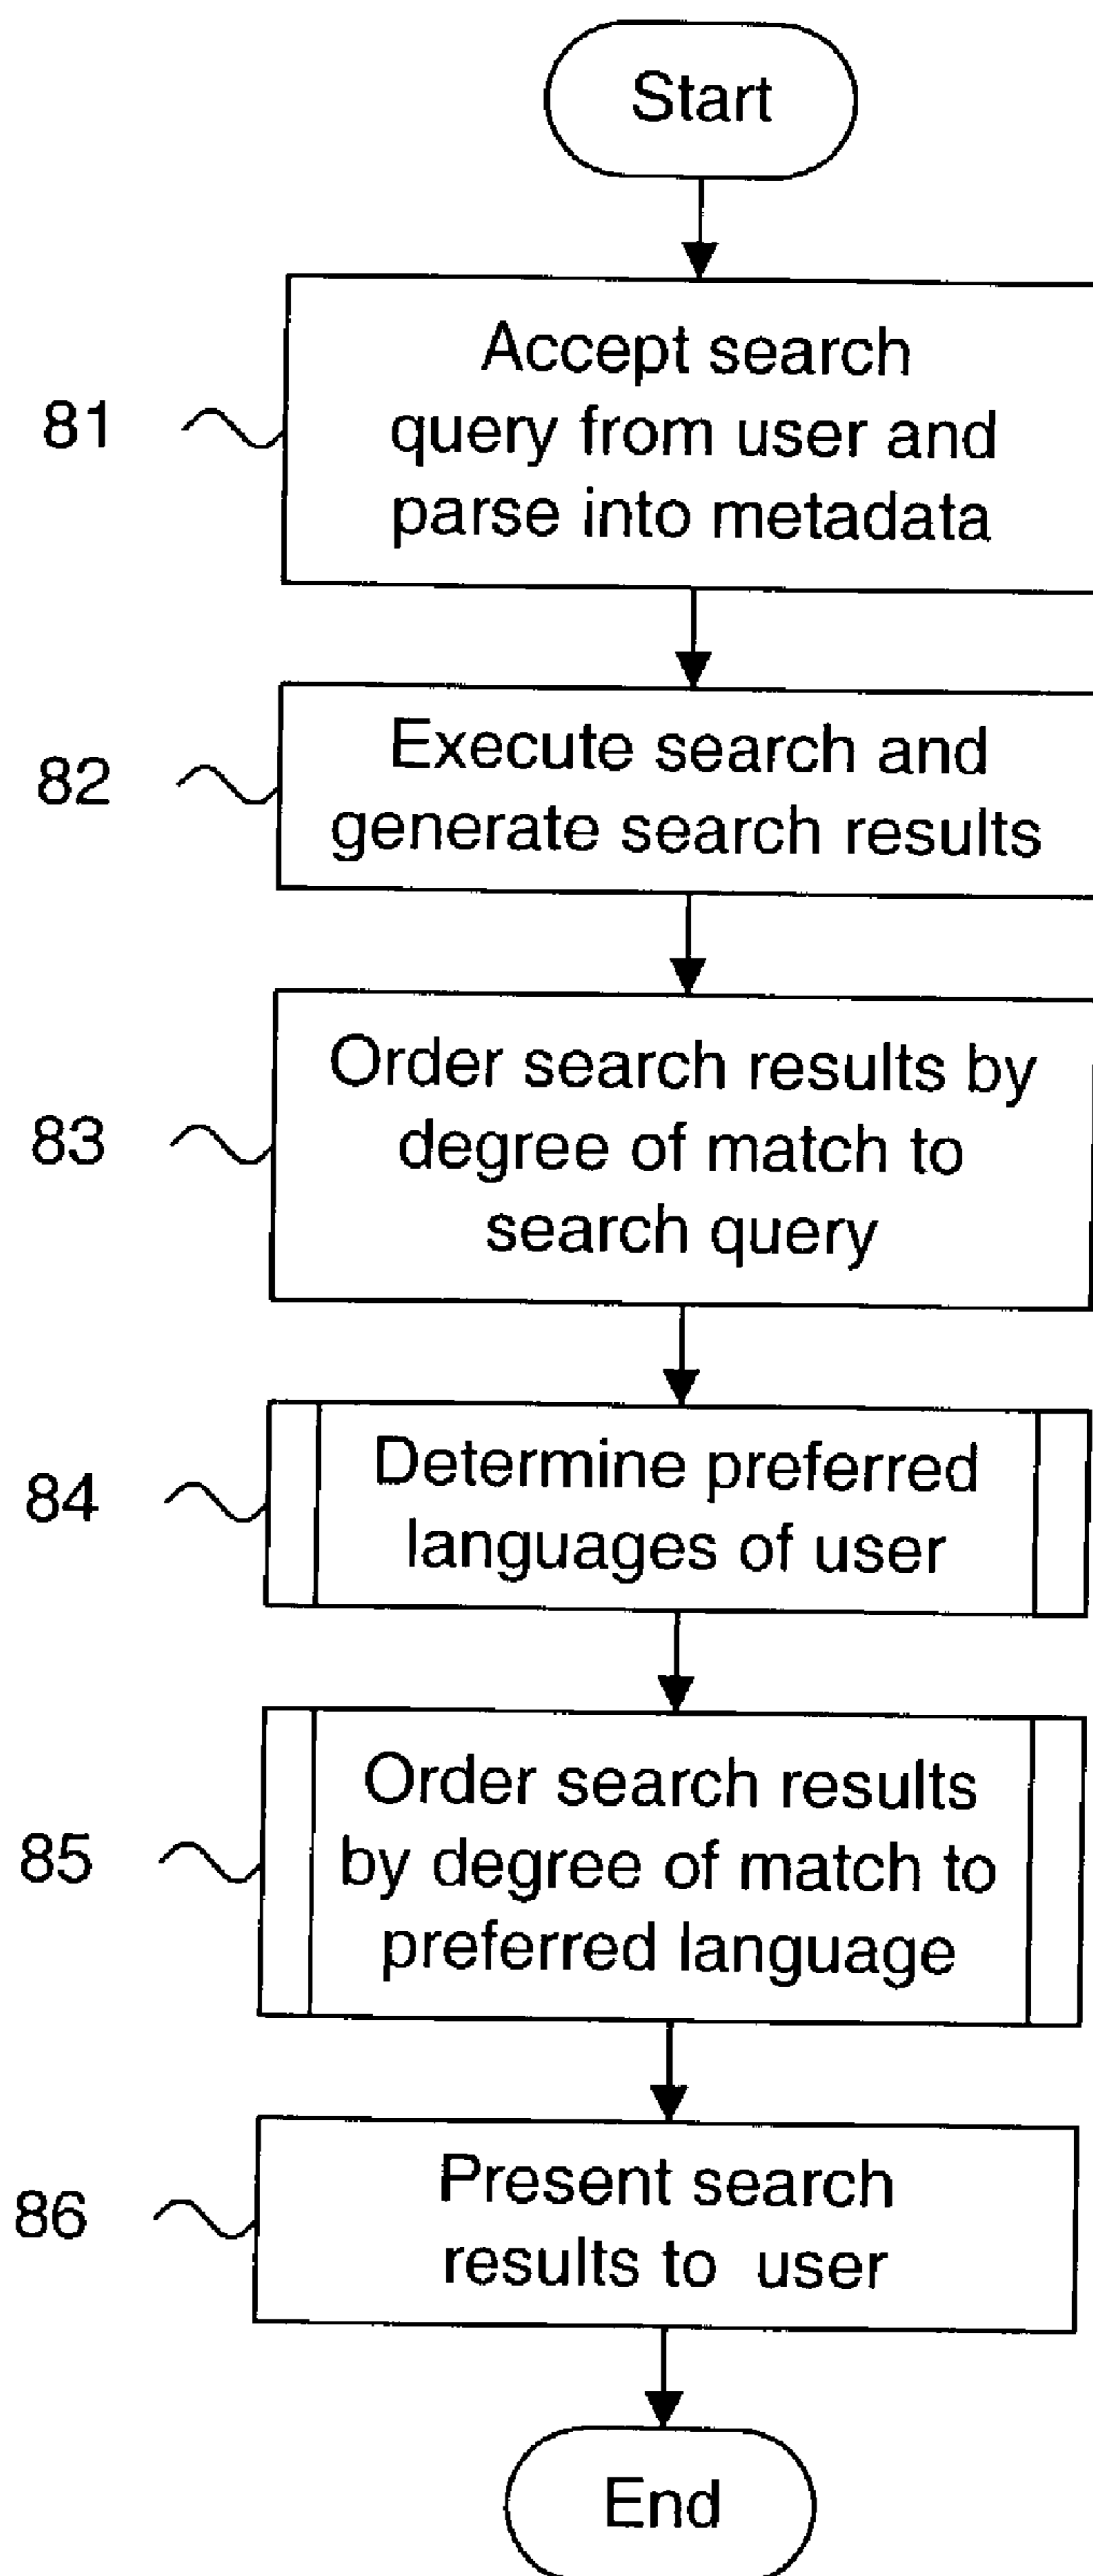 Start
81
Accept search
query from user and
parse into metadata
82
Execute search and
generate search results
83
Order search results by
degree of match to
search query
84
Determine preferred
languages of user
85
Order search results
by degree of match to
preferred language
86
Present search
results to user
End